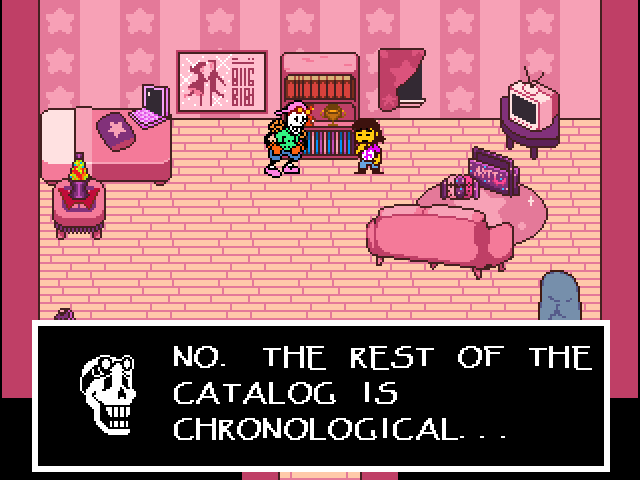 NO. THE REST OF THE
CATALOG IS
CHRONOLOGICAL...